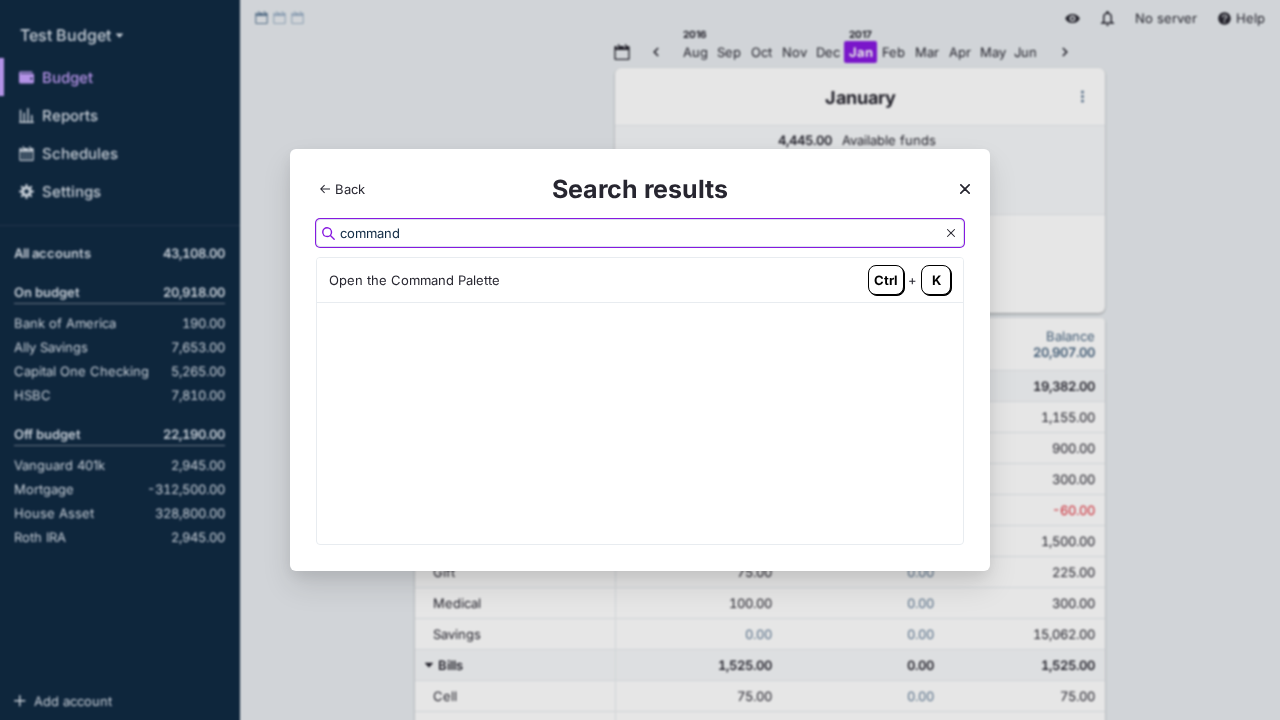 Test Budget
Budget
Reports
Schedules
Settings
All accounts 43,108.00
On budget 20,918.00
Bank of America 190.00
Ally Savings 7,653.00
Capital One Checking 5,265.00
HSBC 7,810.00
Off budget 22,190.00
Vanguard 401k 2,945.00
Mortgage -312,500.00
House Asset 328,800.00
Roth IRA 2,945.00
Add account
No server
Help
2016 2017
Aug Sep Oct Nov Dec Jan Feb Mar Apr May Jun
January
4,445.00 Available funds
Back
Search results
command
Open the Command Palette Ctrl + K
Balance
20,907.00
19,382.00
1,155.00
900.00
300.00
-60.00
1,500.00
Gift 75.00 0.00 225.00
Medical 100.00 0.00 300.00
Savings 0.00 0.00 15,062.00
Bills 1,525.00 0.00 1,525.00
Cell 75.00 0.00 75.00